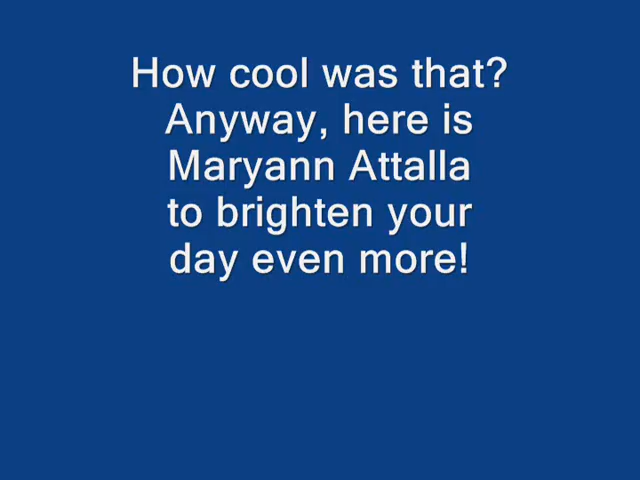 How cool was that?
Anyway, here is
Maryann Attalla
to brighten your
day even more!